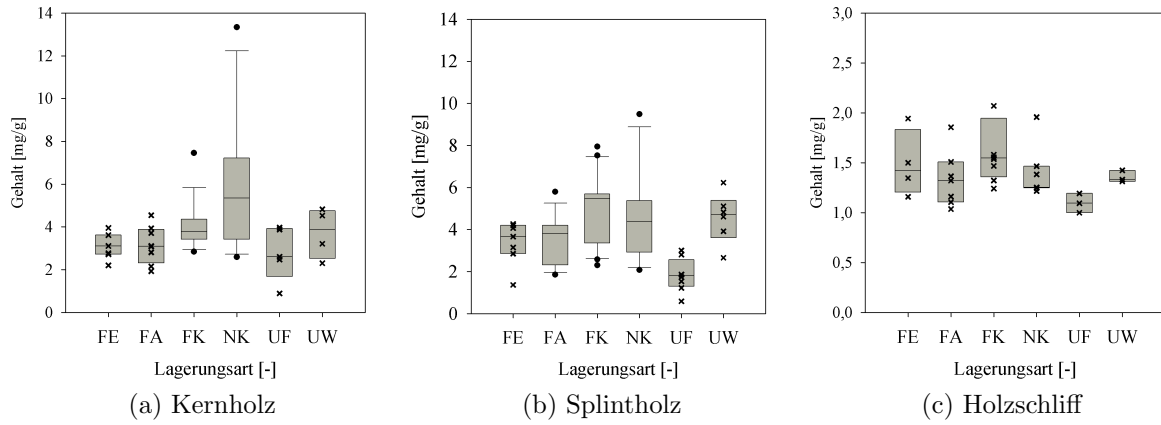 14
12
10
8
6
4
2
0
Gehalt [mg/g]
FE FA FK NK UF UW
Lagerungsart [-]
(a) Kernholz
14
12
10
8
6
4
2
0
Gehalt [mg/g]
FE FA FK NK UF UW
Lagerungsart [-]
(b) Splintholz
3,0
2,5
2,0
1,5
1,0
0,5
0,0
Gehalt [mg/g]
FE FA FK NK UF UW
Lagerungsart [-]
(c) Holzschliff